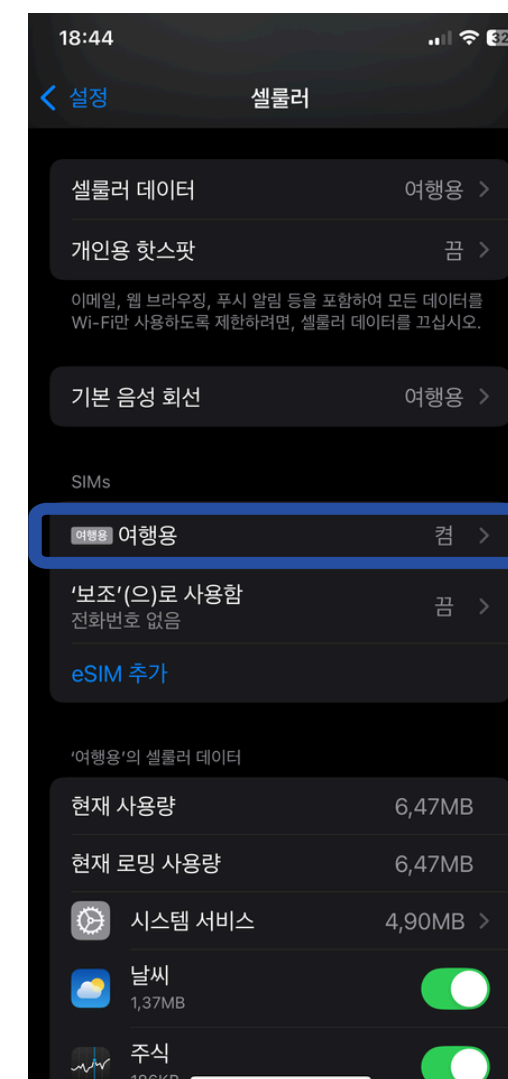 18:44
32
설정
셀룰러
셀룰러 데이터
여행용
개인용 핫스팟
끔
이메일, 웹 브라우징, 푸시 알림 등을 포함하여 모든 데이터를
Wi-Fi만 사용하도록 제한하려면, 셀룰러 데이터를 끄십시오.
기본 음성 회선
여행용
SIMs
여행용 여행용
켬
‘보조’(으)로 사용함
전화번호 없음
끔
eSIM 추가
‘여행용’의 셀룰러 데이터
현재 사용량
6,47MB
현재 로밍 사용량
6,47MB
시스템 서비스
4,90MB
날씨
1,37MB
주식